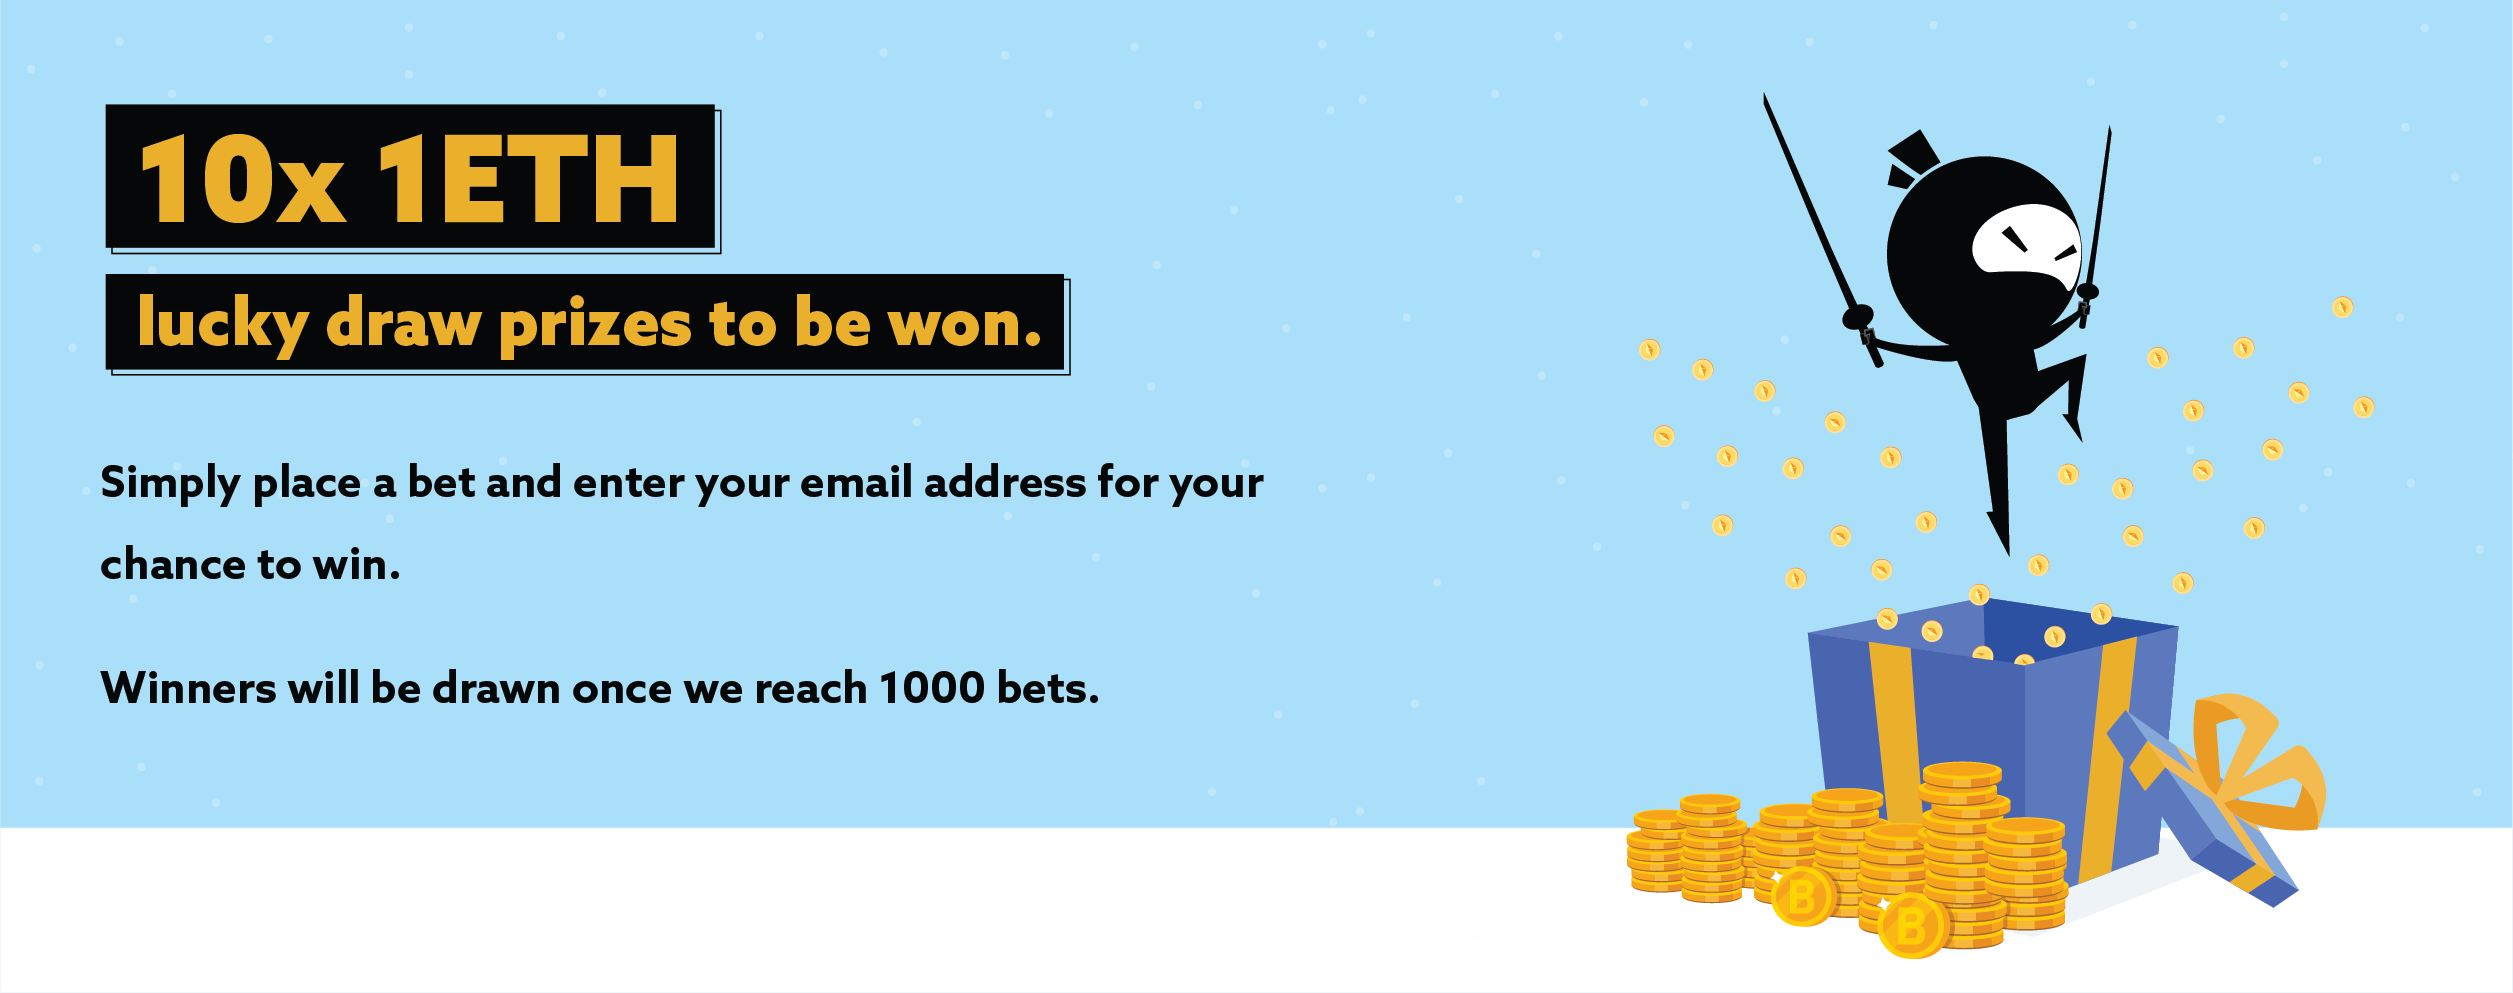 10x 1ETH
lucky draw prizes to be won.
Simply place a bet and enter your email address for your
chance to win.
Winners will be drawn once we reach 1000 bets.
B
B